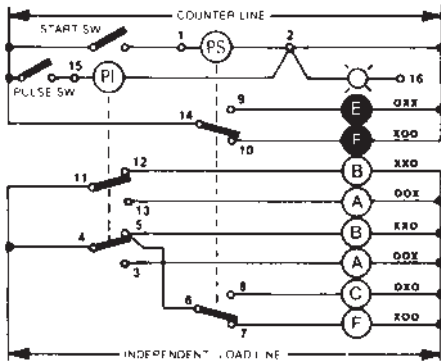 COUNTER LINE
START SW
1
PS
2
PULSE SW
15
PI
16
9
E
OXX
14
10
F
XOO
12
B
XXO
11
13
A
OOX
5
B
XXO
4
3
A
OOX
8
C
OXO
6
7
F
XOO
INDEPENDENT LOAD LINE